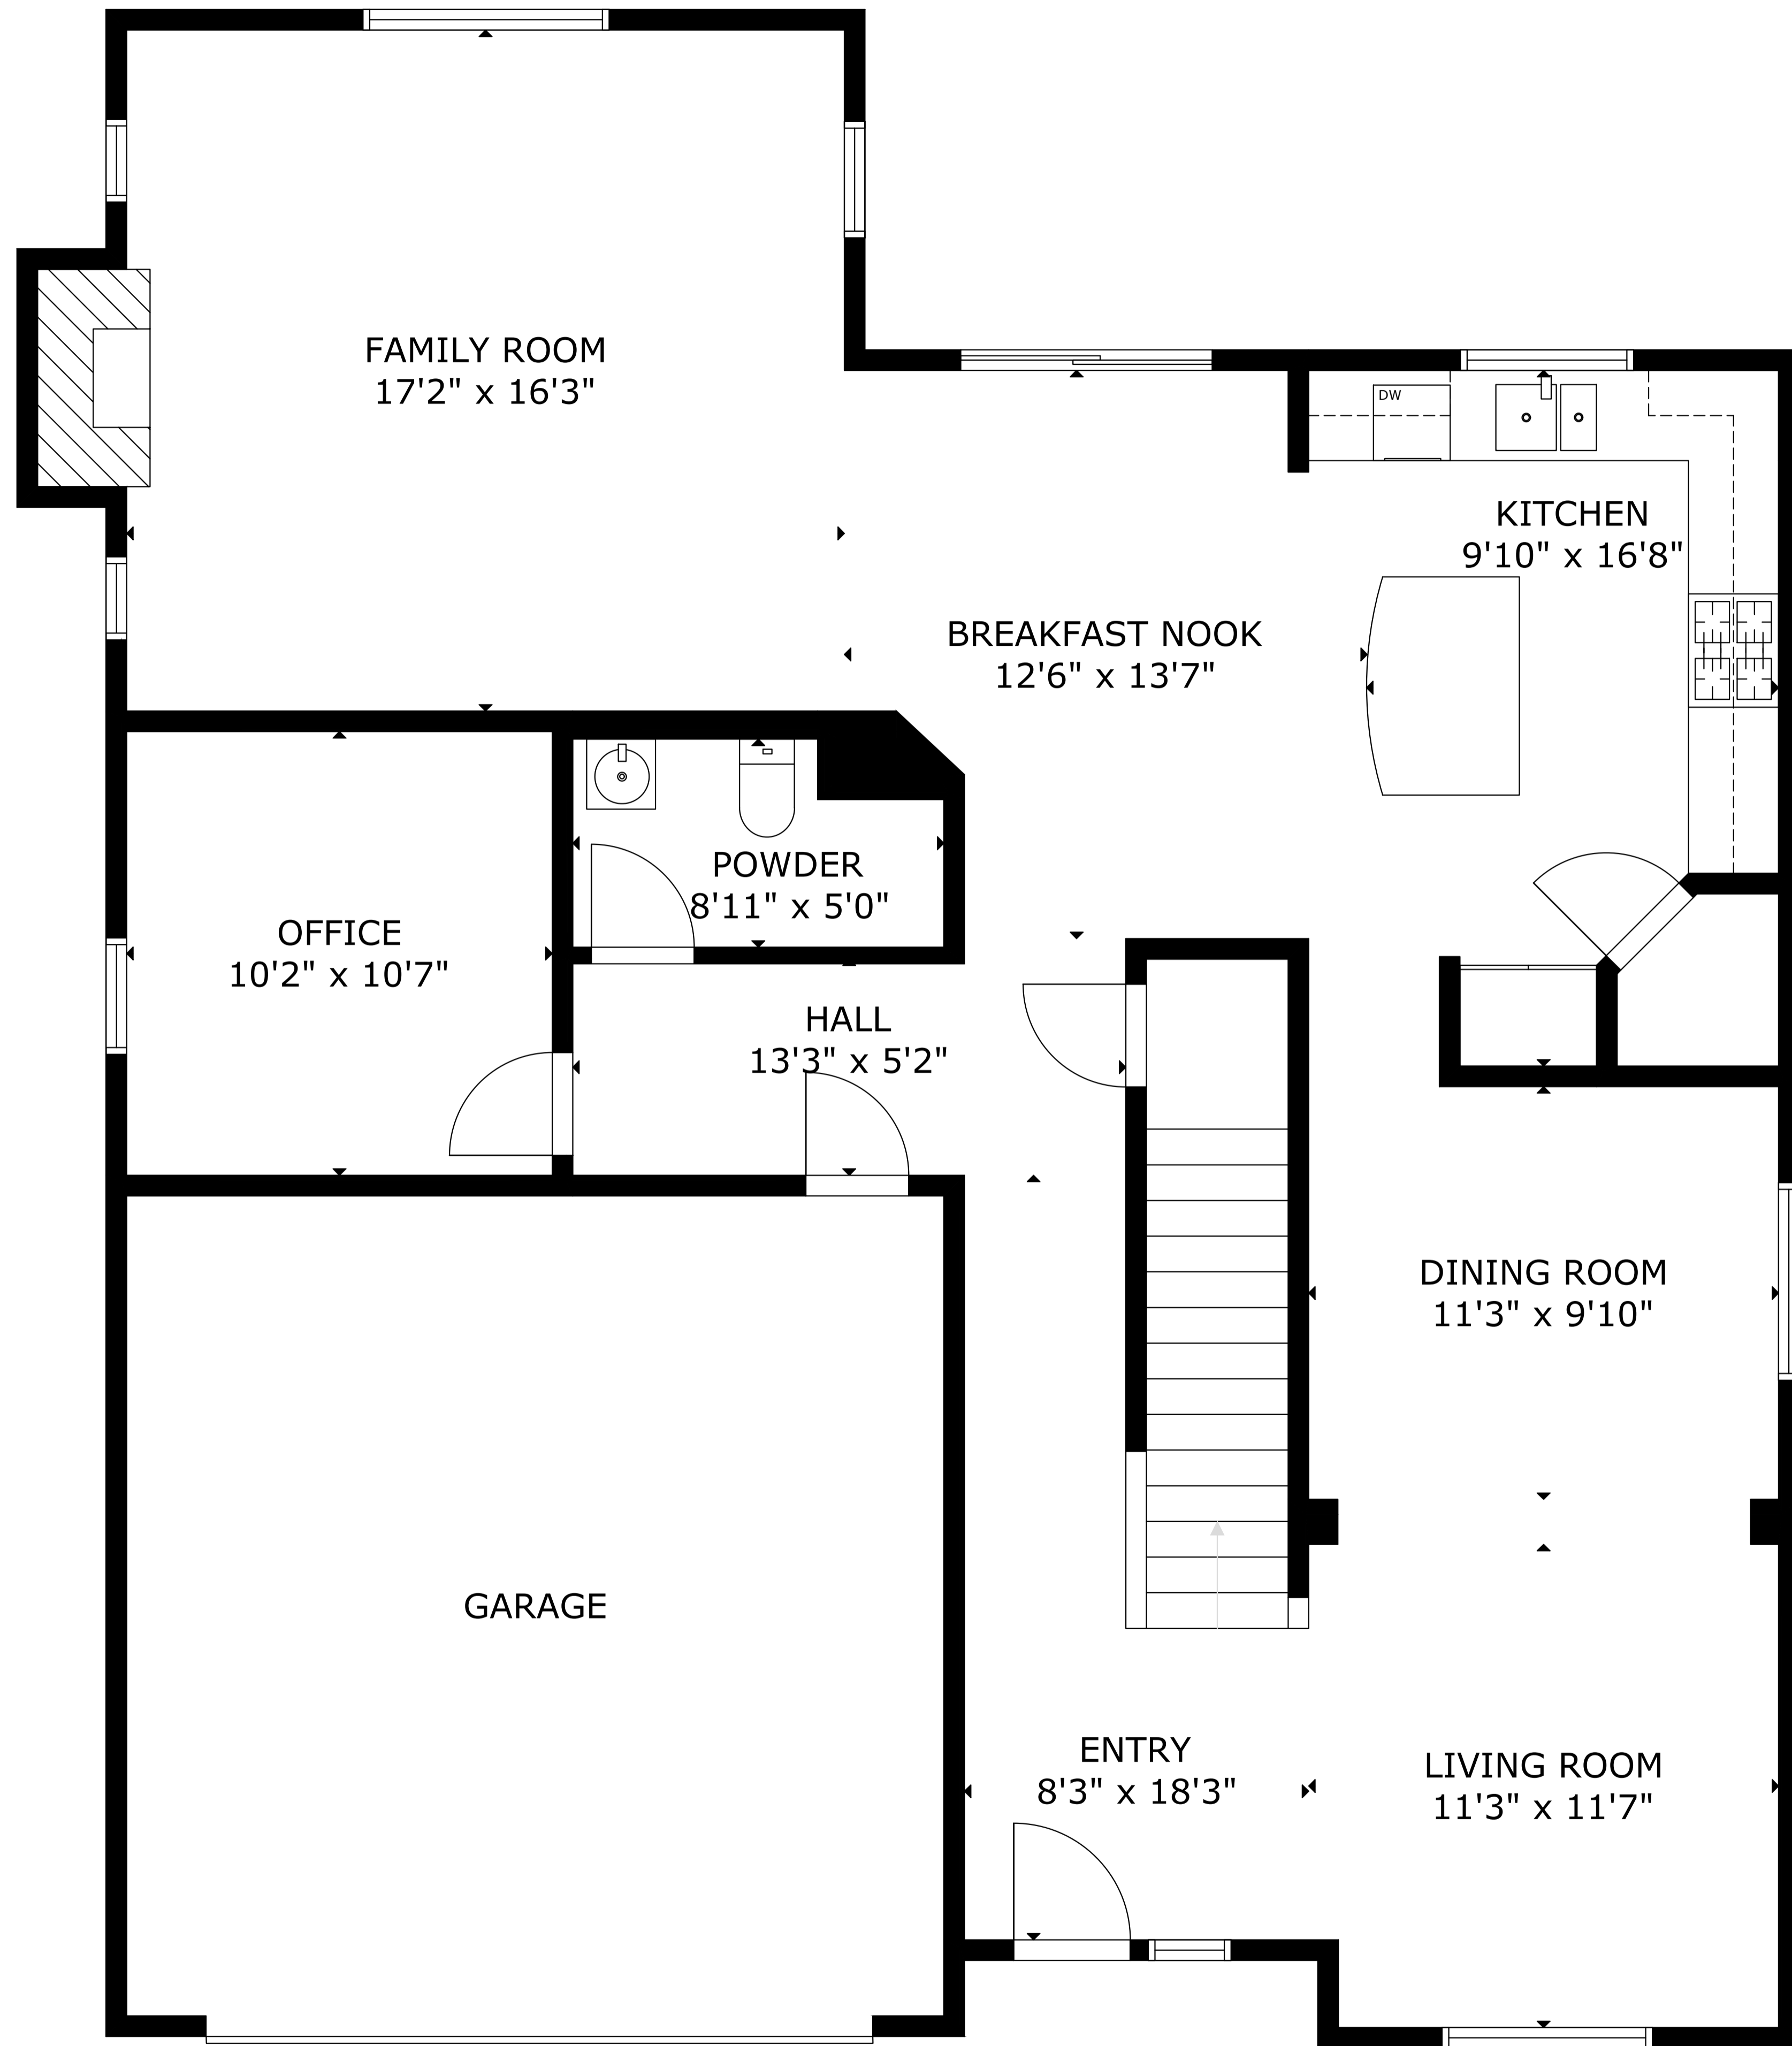 FAMILY ROOM
17'2" x 16'3"
DW
KITCHEN
9'10" x 16'8"
BREAKFAST NOOK
12'6" x 13'7"
POWDER
8'11" x 5'0"
OFFICE
10'2" x 10'7"
HALL
13'3" x 5'2"
DINING ROOM
11'3" x 9'10"
GARAGE
ENTRY
8'3" x 18'3"
LIVING ROOM
11'3" x 11'7"